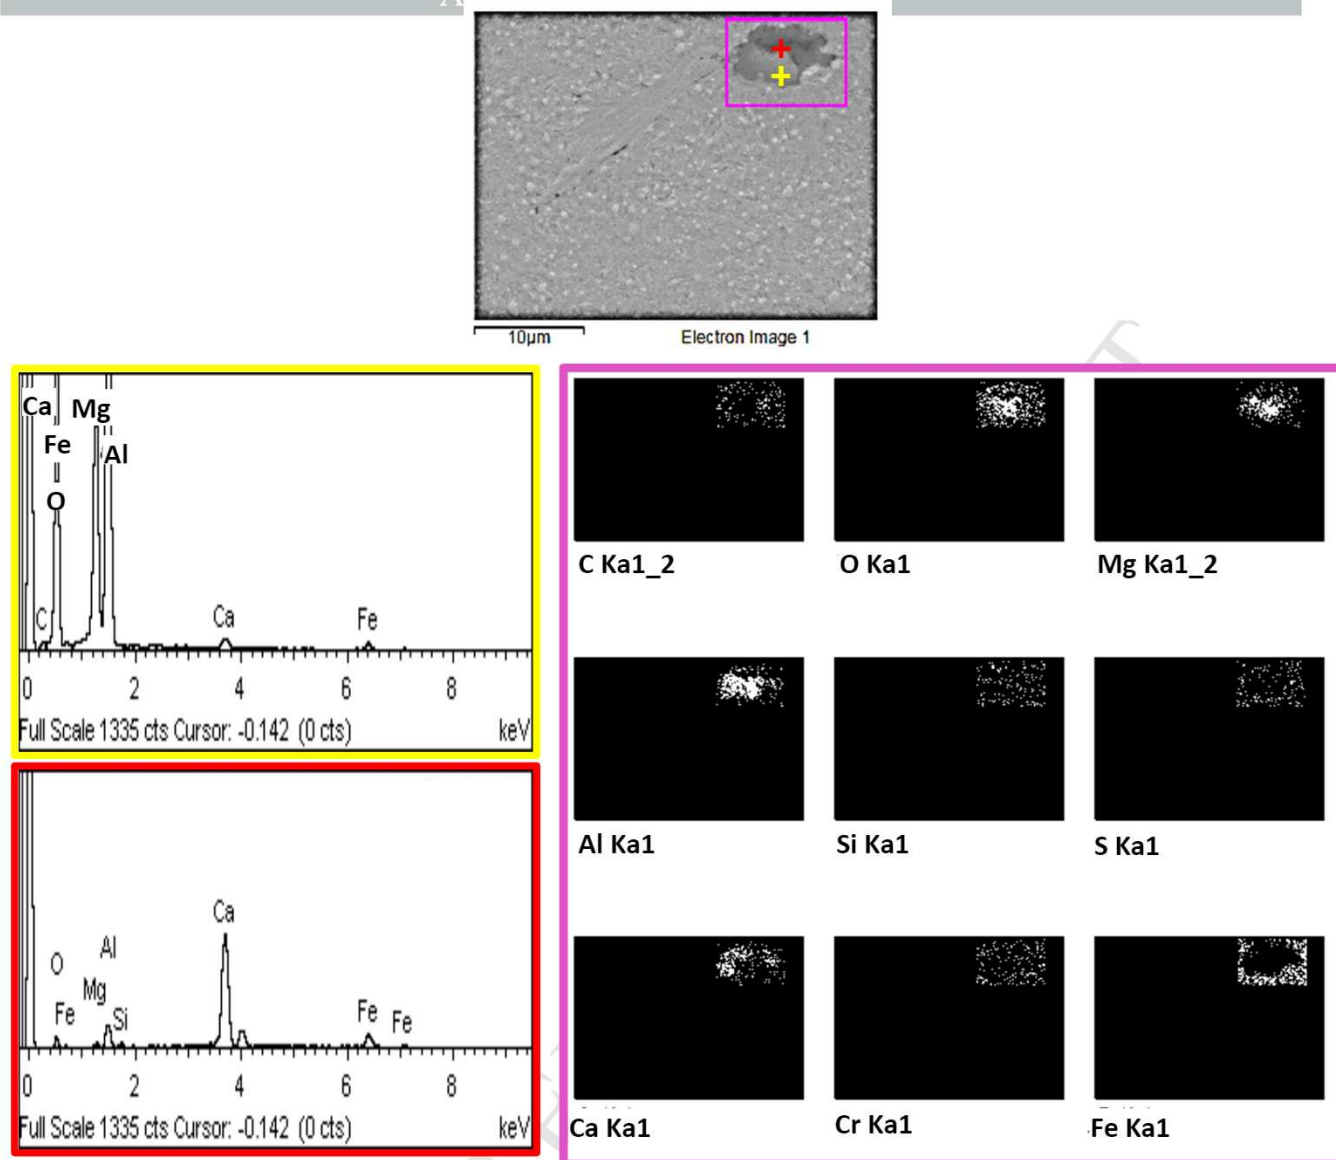 A
10µm
Electron Image 1
Ca
Mg
Fe
Al
O
C
Ca
Fe
0 2 4 6 8
Full Scale 1335 cts Cursor: -0.142 (0 cts) keV
Ca
O
Al
Mg
Fe
Si
Fe
Fe
0 2 4 6 8
Full Scale 1335 cts Cursor: -0.142 (0 cts) keV
C Ka1_2
O Ka1
Mg Ka1_2
Al Ka1
Si Ka1
S Ka1
Ca Ka1
Cr Ka1
Fe Ka1
T